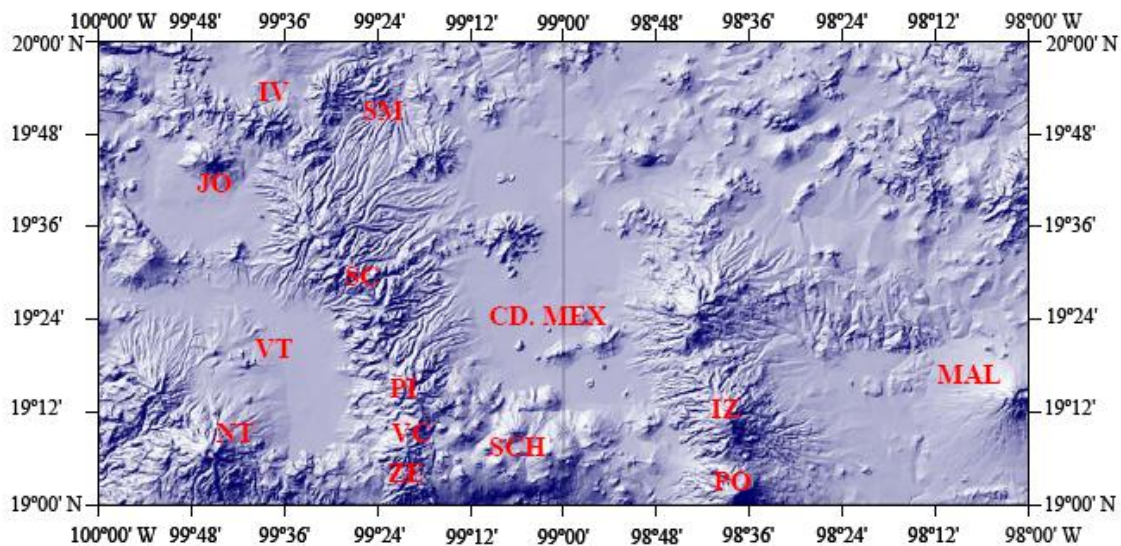 100°00' W 99°48' 99°36' 99°24' 99°12' 99°00' 98°48' 98°36' 98°24' 98°12' 98°00' W
20°00' N 20°00' N
IV
SM
19°48' 19°48'
JO
19°36' 19°36'
SC
19°24' CD. MEX 19°24'
VT
MAL
PI
19°12' IZ 19°12'
NT VC
SCH
ZE PO
19°00' N 19°00' N
100°00' W 99°48' 99°36' 99°24' 99°12' 99°00' 98°48' 98°36' 98°24' 98°12' 98°00' W